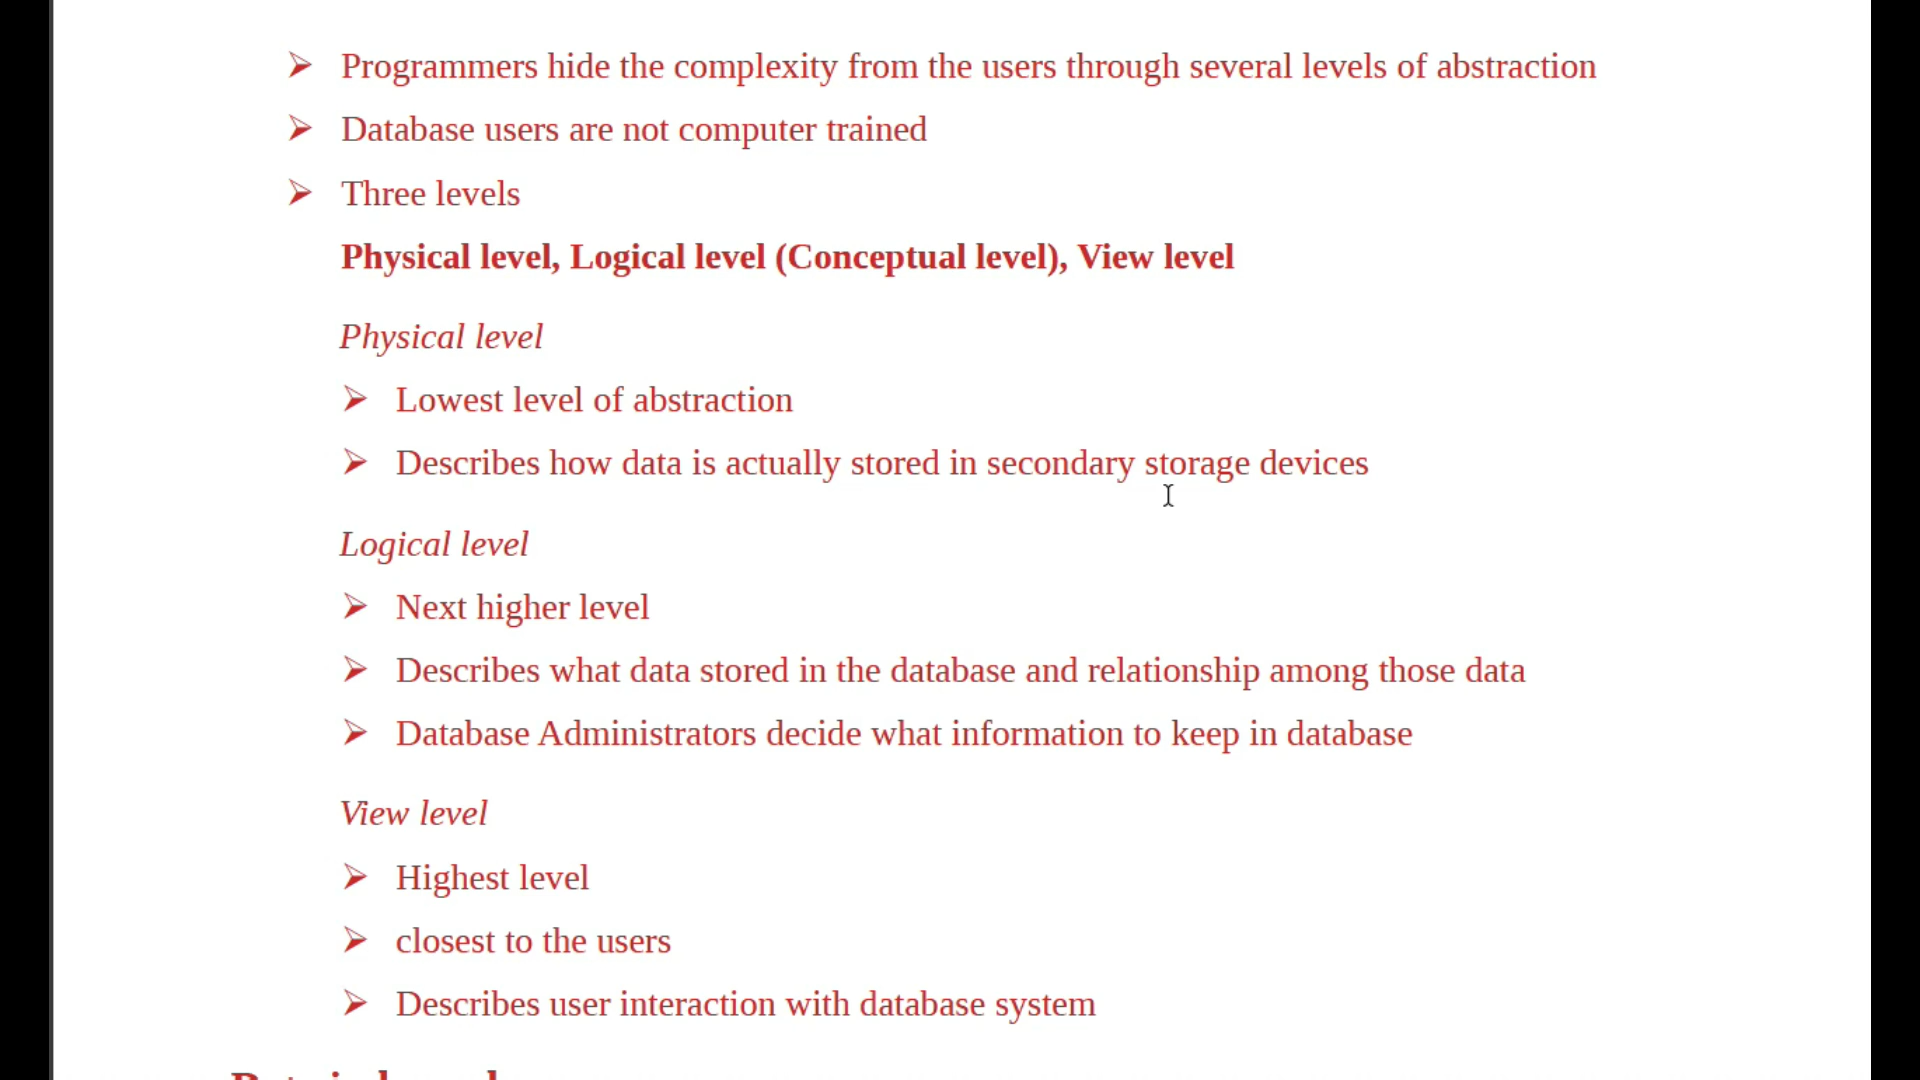 Programmers hide the complexity from the users through several levels of abstraction
Database users are not computer trained
Three levels
Physical level, Logical level (Conceptual level), View level
Physical level
Lowest level of abstraction
Describes how data is actually stored in secondary storage devices
Logical level
Next higher level
Describes what data stored in the database and relationship among those data
Database Administrators decide what information to keep in database
View level
Highest level
closest to the users
Describes user interaction with database system